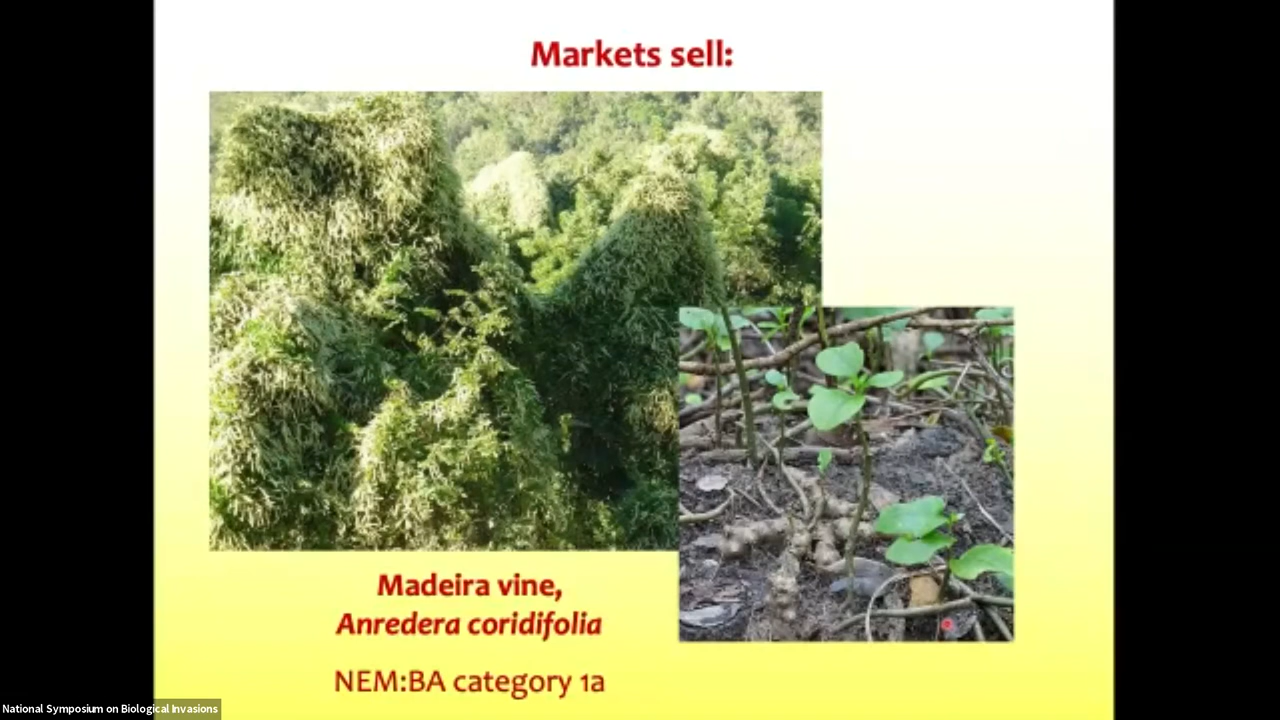 Markets sell:
Madeira vine,
Anredera coridifolia
NEM:BA category 1a
National Symposium on Biological Invasions